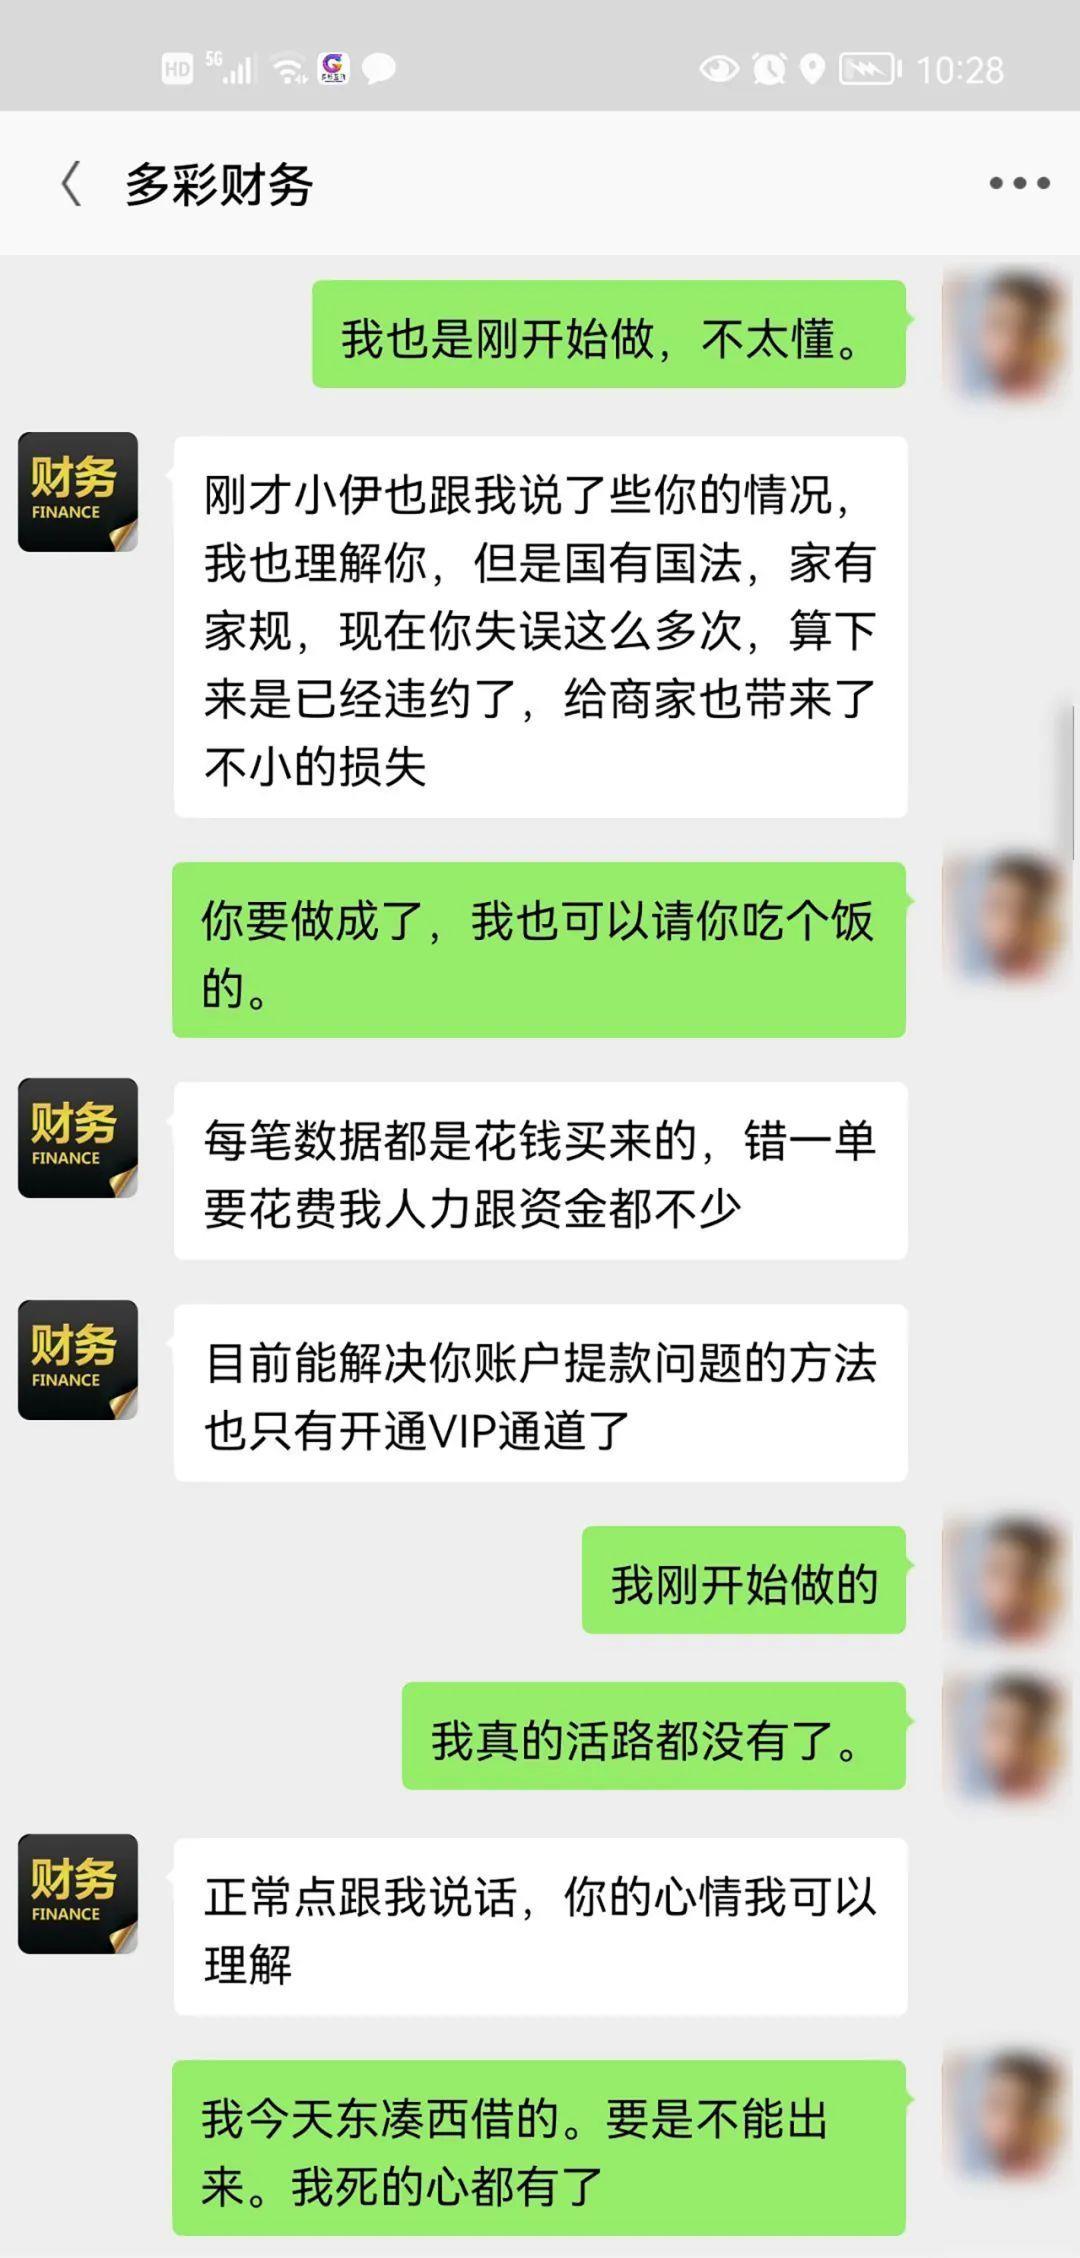 HD 5G 10:28
多彩财务
我也是刚开始做，不太懂。
财务
FINANCE
刚才小伊也跟我说了些你的情况，
我也理解你，但是国有国法，家有
家规，现在你失误这么多次，算下
来是已经违约了，给商家也带来了
不小的损失
你要做成了，我也可以请你吃个饭
的。
财务
FINANCE
每笔数据都是花钱买来的，错一单
要花费我人力跟资金都不少
财务
FINANCE
目前能解决你账户提款问题的方法
也只有开通VIP通道了
我刚开始做的
我真的活路都没有了。
财务
FINANCE
正常点跟我说话，你的心情我可以
理解
我今天东凑西借的。要是不能出
来。我死的心都有了